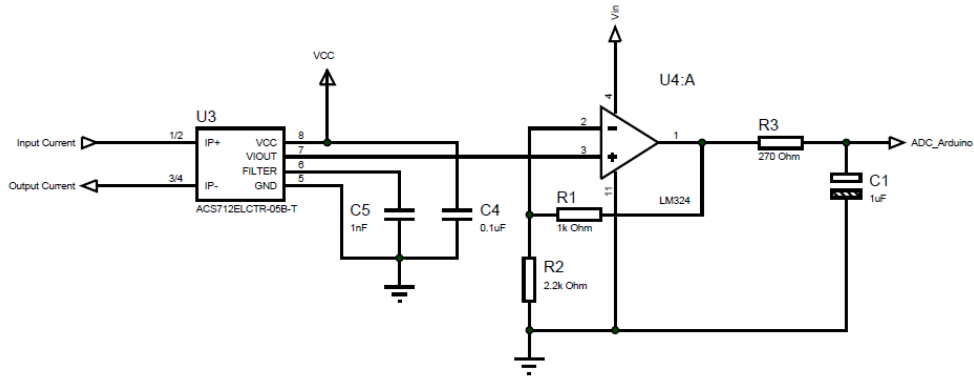 Vin
VCC
U4:A
U3
4
Input Current
1/2
IP+
VCC
8
2
1
R3
ADC_Arduino
VIOUT
7
3
270 Ohm
FILTER
6
Output Current
3/4
IP-
GND
5
C1
11
R1
LM324
1uF
ACS712ELCTR-05B-T
C5
C4
1nF
0.1uF
1k Ohm
R2
2.2k Ohm